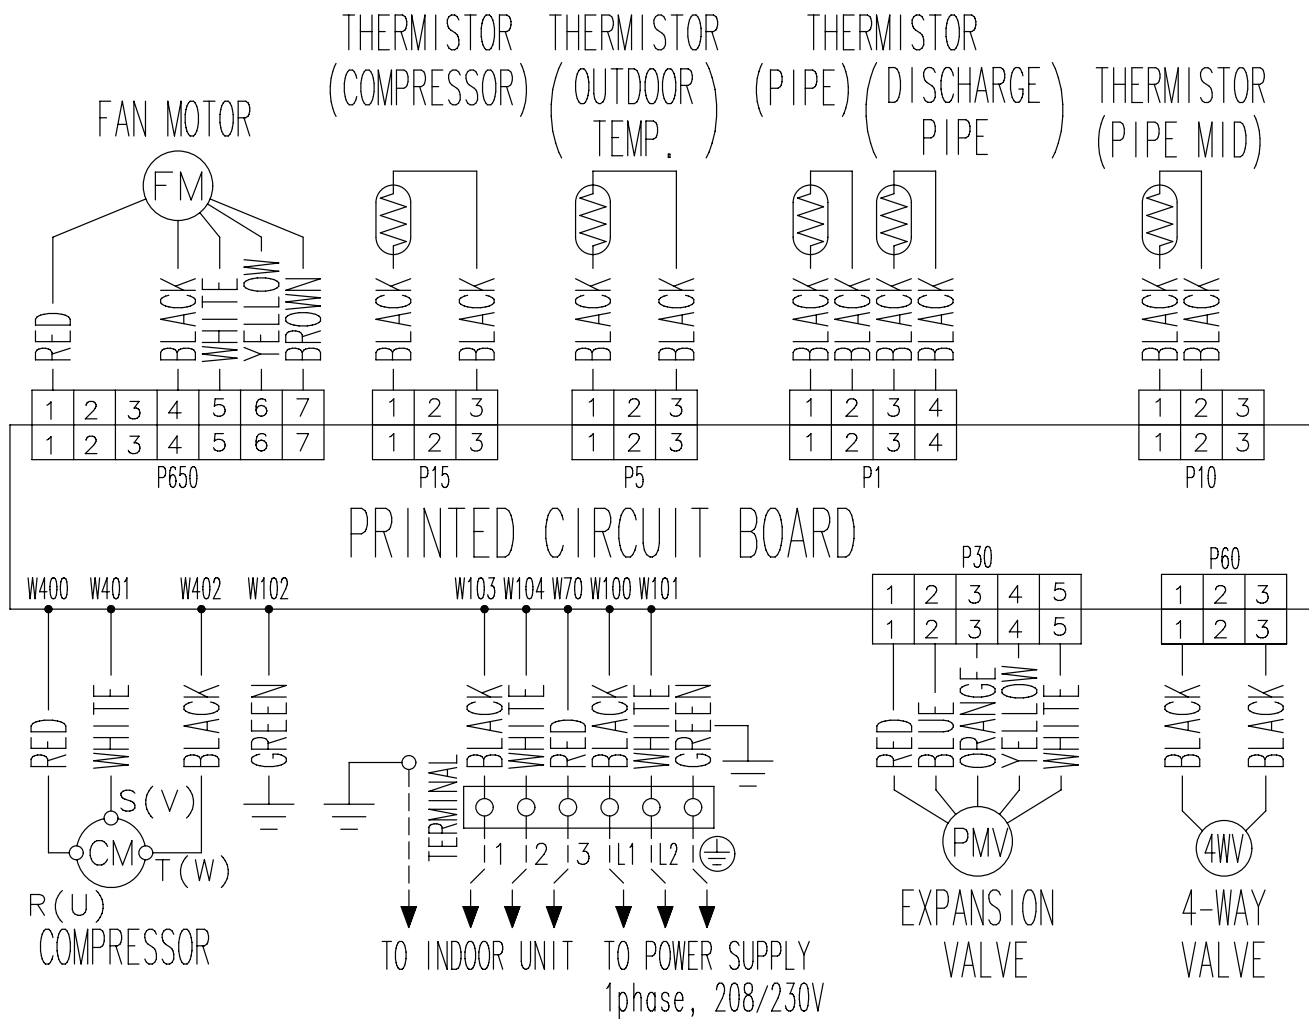 THERMISTOR THERMISTOR THERMISTOR
(COMPRESSOR) (OUTDOOR TEMP.) (PIPE) (DISCHARGE PIPE) THERMISTOR
(PIPE MID)
FAN MOTOR
FM
RED BLACK WHITE YELLOW BROWN BLACK BLACK BLACK BLACK BLACK BLACK BLACK BLACK BLACK BLACK
1 2 3 4 5 6 7 1 2 3 1 2 3 1 2 3 4 1 2 3
1 2 3 4 5 6 7 1 2 3 1 2 3 1 2 3 4 1 2 3
P650 P15 P5 P1 P10
PRINTED CIRCUIT BOARD
P30 P60
W400 W401 W402 W102 W103 W104 W70 W100 W101
1 2 3 4 5 1 2 3
1 2 3 4 5 1 2 3
RED WHITE BLACK GREEN BLACK WHITE RED BLACK WHITE GREEN RED BLUE ORANGE YELLOW WHITE BLACK BLACK
TERMINAL
S(V)
CM
T(W)
R(U)
COMPRESSOR
1 2 3 L1 L2
PMV 4WV
TO INDOOR UNIT TO POWER SUPPLY
1phase, 208/230V
EXPANSION
VALVE
4-WAY
VALVE